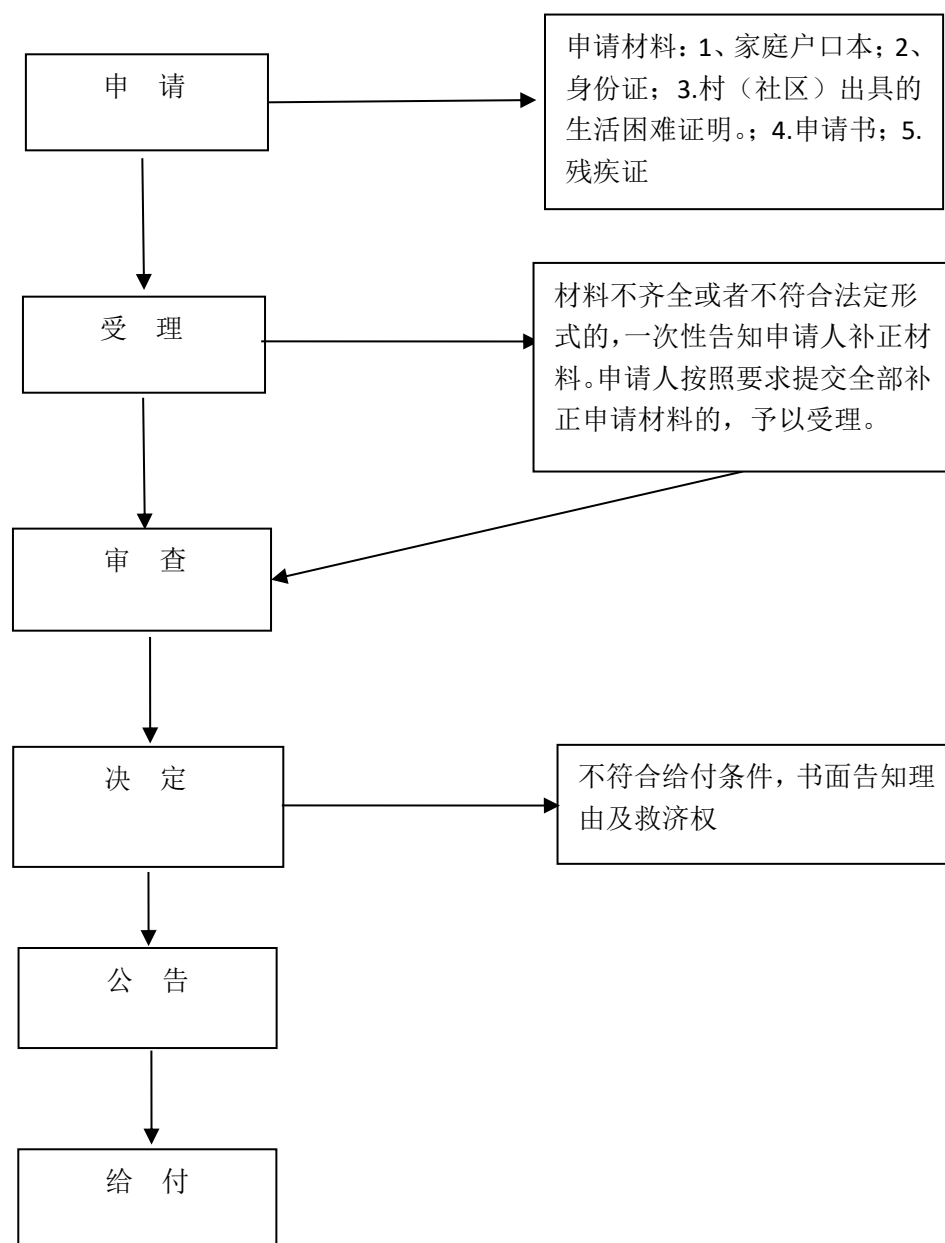 申 请
申请材料：1、家庭户口本；2、
身份证；3.村（社区）出具的
生活困难证明。；4.申请书；5.
残疾证
受 理
材料不齐全或者不符合法定形
式的，一次性告知申请人补正材
料。申请人按照要求提交全部补
正申请材料的，予以受理。
审 查
决 定
不符合给付条件，书面告知理
由及救济权
公 告
给 付